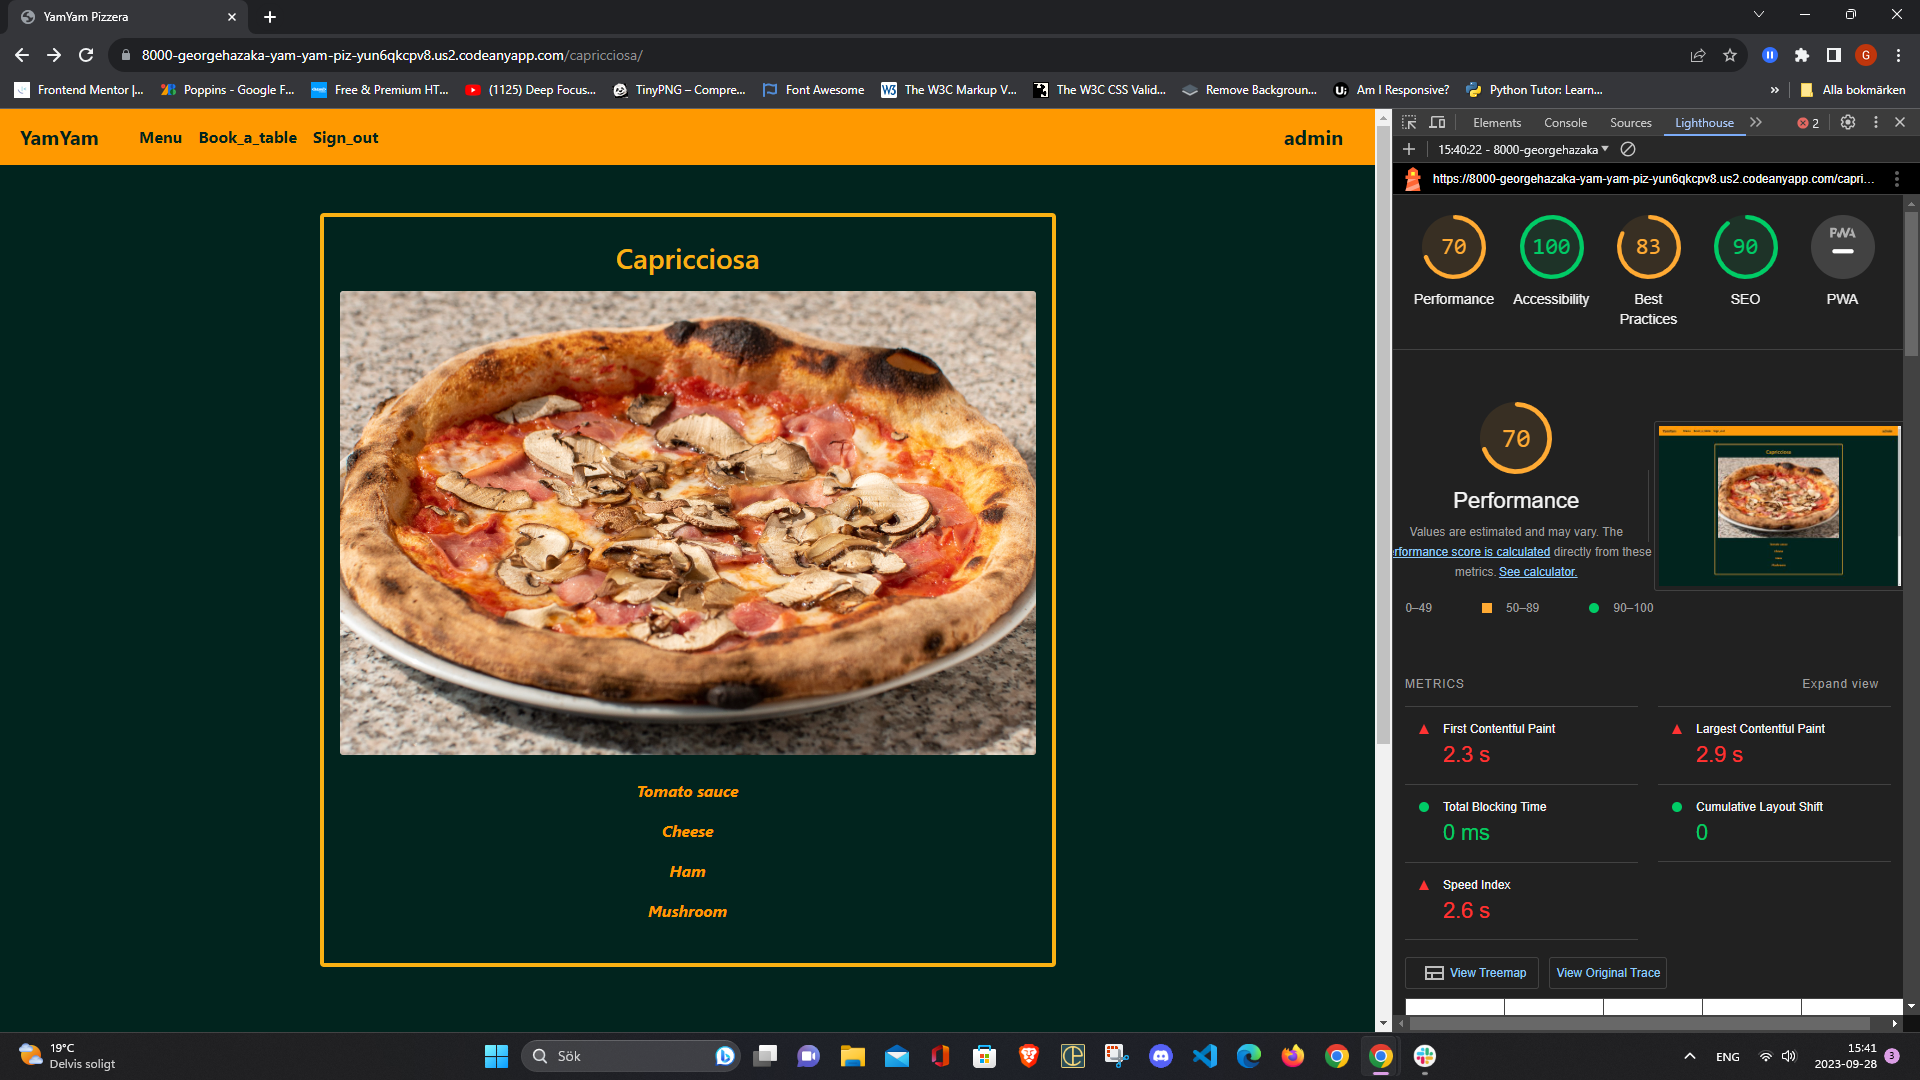 YamYam Pizzera
8000-georgehazaka-yam-yam-piz-yun6qkcpv8.us2.codeanyapp.com/capricciosa/
G
Frontend Mentor |...
Poppins - Google F...
Free & Premium HT...
(1125) Deep Focus...
TinyPNG – Compre...
Font Awesome
The W3C Markup V...
The W3C CSS Valid...
Remove Backgroun...
Am I Responsive?
Python Tutor: Learn...
»
Alla bokmärken
YamYam
Menu
Book_a_table
Sign_out
admin
Capricciosa
Tomato sauce
Cheese
Ham
Mushroom
Elements
Console
Sources
Lighthouse
2
15:40:22 - 8000-georgehazaka
https://8000-georgehazaka-yam-yam-piz-yun6qkcpv8.us2.codeanyapp.com/capri...
70
100
83
90
PWA
Performance
Accessibility
Best
Practices
SEO
PWA
70
Performance
Values are estimated and may vary. The
rformance score is calculated directly from these
metrics. See calculator.
0–49
50–89
90–100
METRICS
Expand view
First Contentful Paint
2.3 s
Largest Contentful Paint
2.9 s
Total Blocking Time
0 ms
Cumulative Layout Shift
0
Speed Index
2.6 s
View Treemap
View Original Trace
19°C
Delvis soligt
Sök
ENG
15:41
2023-09-28
3